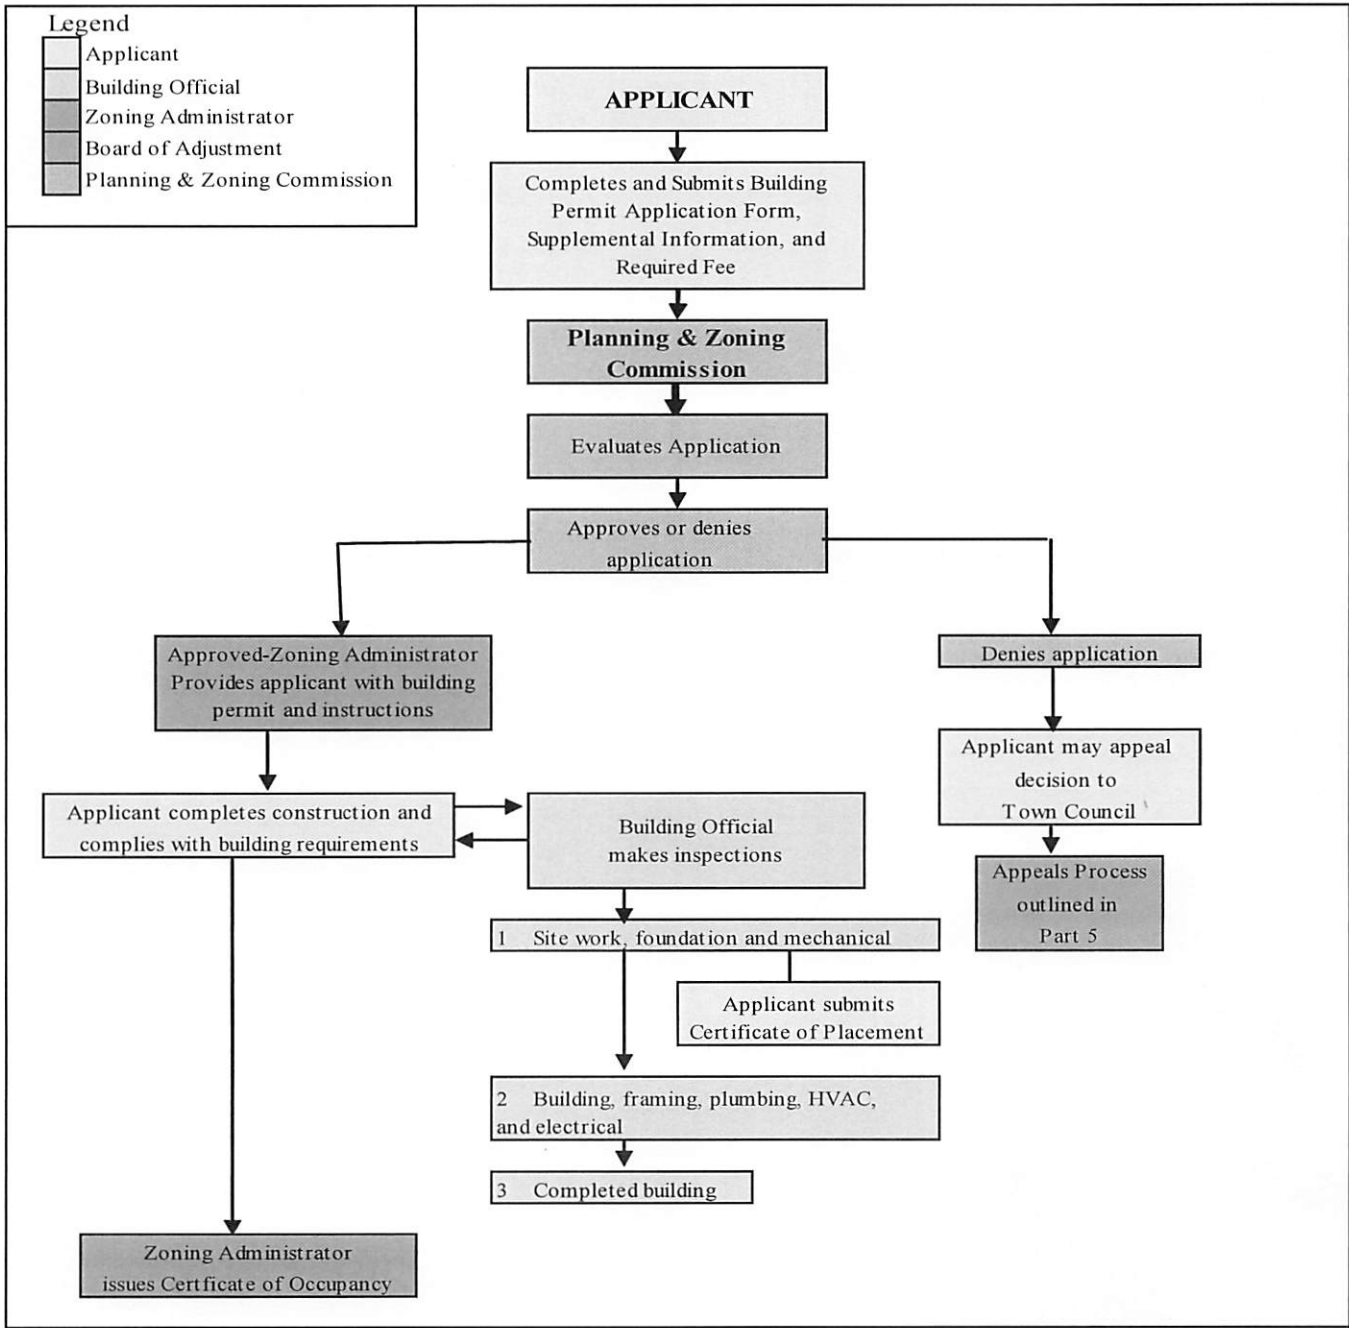 Legend
Applicant
Building Official
Zoning Administrator
Board of Adjustment
Planning & Zoning Commission
APPLICANT
Completes and Submits Building
Permit Application Form,
Supplemental Information, and
Required Fee
Planning & Zoning
Commission
Evaluates Application
Approves or denies
application
Approved-Zoning Administrator
Provides applicant with building
permit and instructions
Denies application
Applicant may appeal
decision to
Town Council
Applicant completes construction and
complies with building requirements
Building Official
makes inspections
Appeals Process
outlined in
Part 5
1 Site work, foundation and mechanical
Applicant submits
Certificate of Placement
2 Building, framing, plumbing, HVAC,
and electrical
3 Completed building
Zoning Administrator
issues Certficate of Occupancy